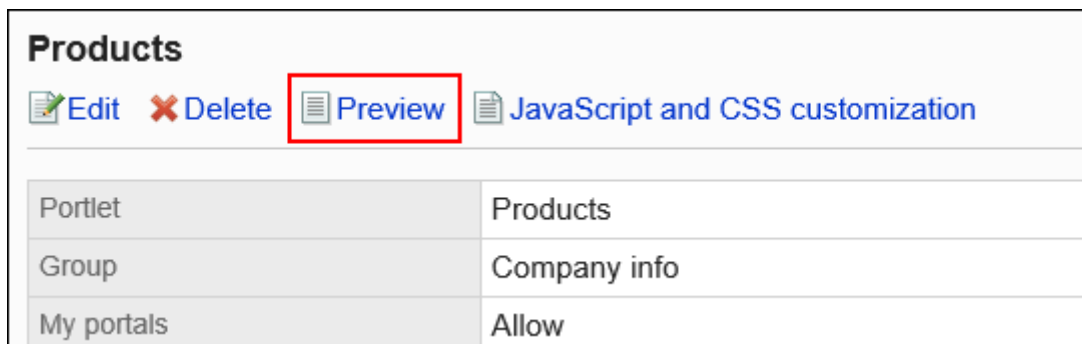 Products
Edit Delete Preview JavaScript and CSS customization
Portlet Products
Group Company info
My portals Allow